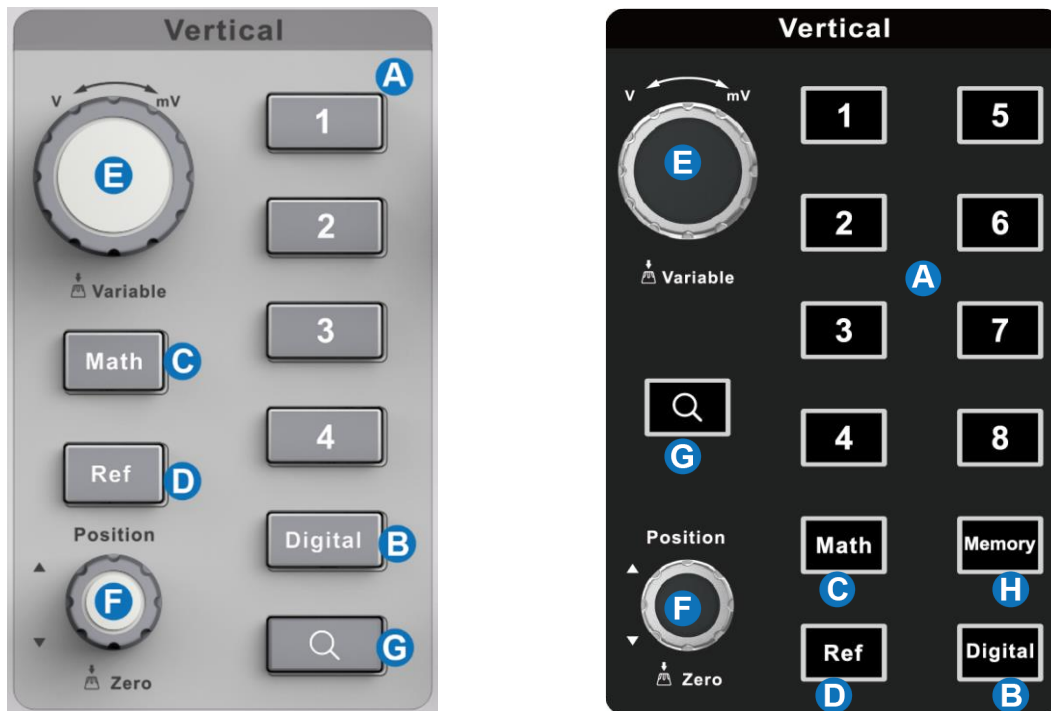 Vertical
A
V
mV
1
E
2
Variable
3
Math
C
4
Ref
D
Position
Digital
B
F
G
Zero
Vertical
V
mV
1
5
E
2
6
A
Variable
3
7
G
4
8
Position
Math
Memory
C
H
F
Ref
Digital
Zero
D
B